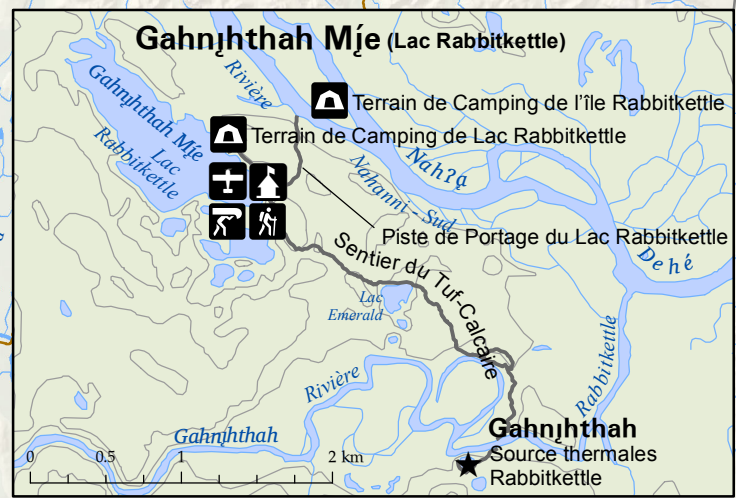 Gahnı̨hthah Mı̨́e (Lac Rabbitkettle)
Rivière
Terrain de Camping de l'île Rabbitkettle
Gahnı̨hthah Mı̨́e
Lac
Rabbitkettle
Terrain de Camping de Lac Rabbitkettle
Nahʔą
Dehé
Nahanni - Sud
Piste de Portage du Lac Rabbitkettle
Sentier du Tuf-Calcaire
Lac
Emerald
Rivière
Rabbitkettle
Gahnı̨hthah
Gahnı̨hthah
Source thermales
Rabbitkettle
0 0.5 1 2 km